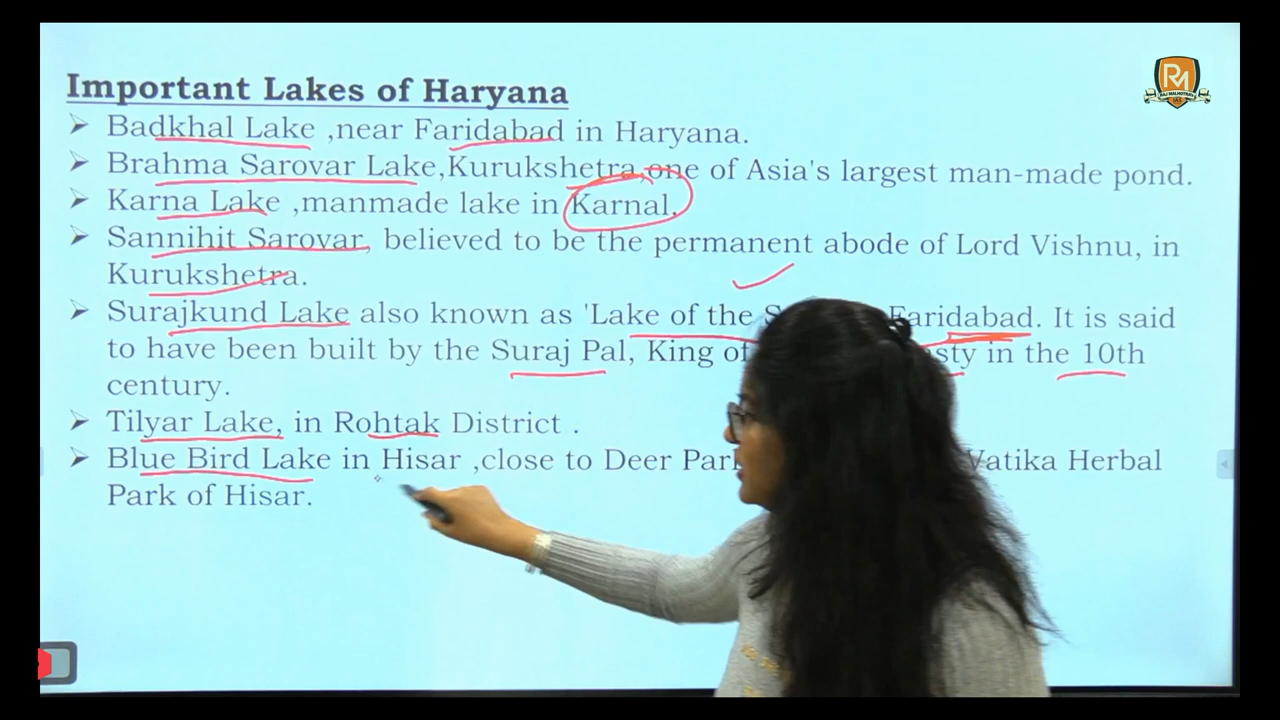 Important Lakes of Haryana
RM
RAJ MALHOTRA'S
IAS
➢ Badkhal Lake ,near Faridabad in Haryana.
➢ Brahma Sarovar Lake,Kurukshetra,one of Asia's largest man-made pond.
➢ Karna Lake ,manmade lake in Karnal.
➢ Sannihit Sarovar, believed to be the permanent abode of Lord Vishnu, in
Kurukshetra.
➢ Surajkund Lake also known as 'Lake of the Faridabad. It is said
to have been built by the Suraj Pal, King of in the 10th
century.
➢ Tilyar Lake, in Rohtak District .
➢ Blue Bird Lake in Hisar ,close to Deer Vatika Herbal
Park of Hisar.